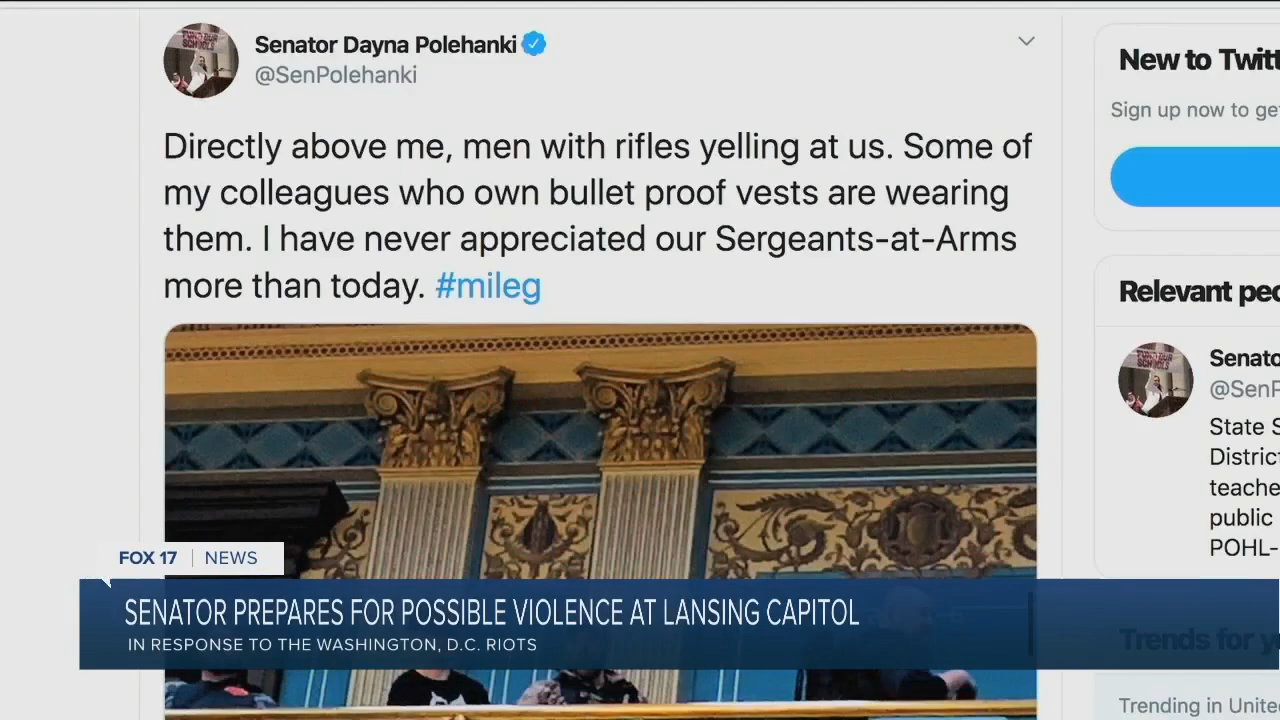 Senator Dayna Polehanki
@SenPolehanki
Directly above me, men with rifles yelling at us. Some of
my colleagues who own bullet proof vests are wearing
them. I have never appreciated our Sergeants-at-Arms
more than today. #mileg
New to Twitt
Sign up now to ge
Relevant peo
Senato
@SenP
State S
District
teache
public
POHL-
Trends for y
Trending in Unite
FOX 17 | NEWS
SENATOR PREPARES FOR POSSIBLE VIOLENCE AT LANSING CAPITOL
IN RESPONSE TO THE WASHINGTON, D.C. RIOTS